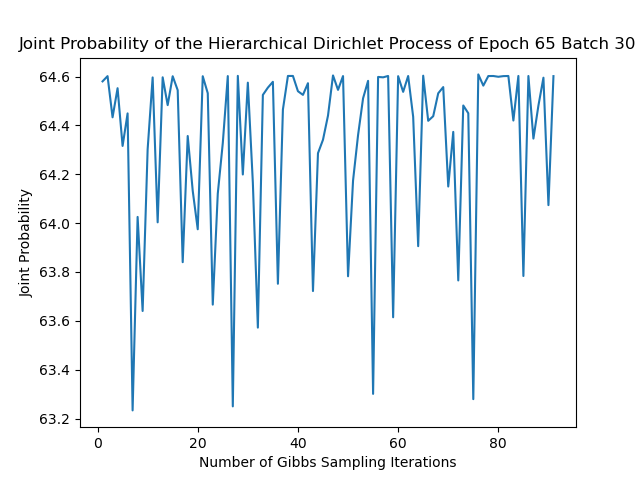 Joint Probability of the Hierarchical Dirichlet Process of Epoch 65 Batch 30
64.6
64.4
64.2
64.0
63.8
63.6
63.4
63.2
Joint Probability
0 20 40 60 80
Number of Gibbs Sampling Iterations